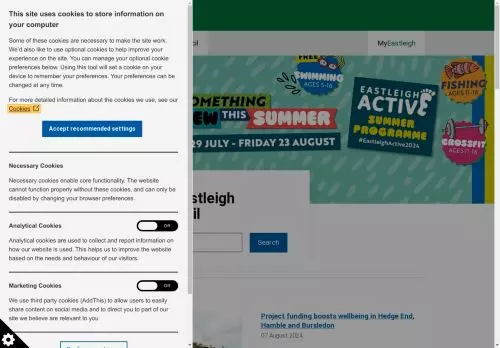 This site uses cookies to store information on
your computer
Some of these cookies are necessary to make the site work.
We'd also like to use optional cookies to help improve your
experience on the site. You can manage your optional
cookie preferences below. Using this tool will set a cookie on
your device to remember your preferences. Your preferences
can be changed at any time.
For more detailed information about the cookies we use, see our
Cookies
Accept recommended settings
Necessary Cookies
Necessary cookies enable core functionality. The website
cannot function properly without these cookies, and can only be
disabled by changing your browser preferences.
Analytical Cookies
Off
Analytical cookies are used to collect and report information on
how our website is used. This helps us to improve the website
based on the needs and behaviour of our visitors.
Marketing Cookies
Off
We use third party cookies (AddThis) to allow users to easily
share content on social media and to direct you to part of our
site we believe are relevant to you
MyEastleigh
FREE
SWIMMING
AGES 5-16
SOMETHING
NEW THIS
SUMMER
29 JULY - FRIDAY 23 AUGUST
EASTLEIGH
ACTIVE
SUMMER
PROGRAMME
#EastleighActive2024
FISHING
AGES 8-16
CROSSFIT
AGES 11-16
Eastleigh
Search
Project funding boosts wellbeing in Hedge End,
Hamble and Bursledon
07 August 2024